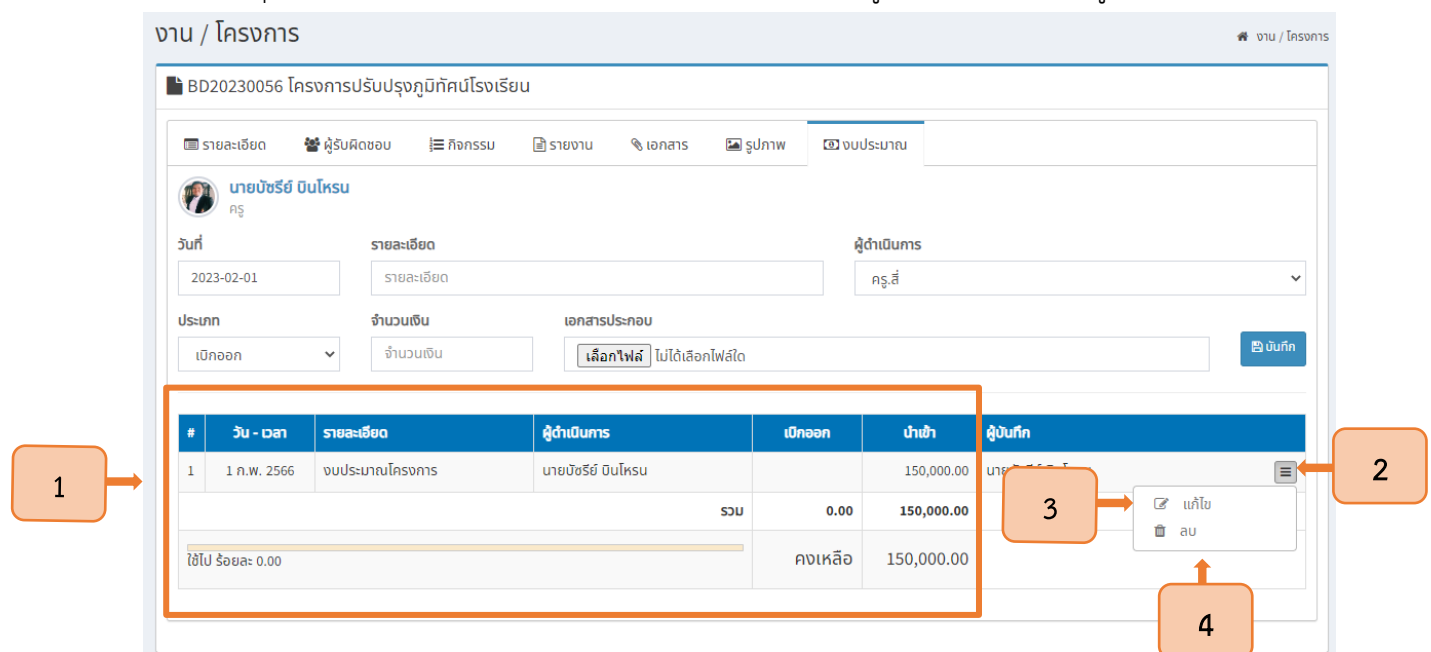 งาน / โครงการ
งาน / โครงการ
BD20230056 โครงการปรับปรุงภูมิทัศน์โรงเรียน
รายละเอียด ผู้รับผิดชอบ กิจกรรม รายงาน เอกสาร รูปภาพ งบประมาณ
นายบัซรีย์ บินโหรน
ครู
วันที่ รายละเอียด ผู้ดำเนินการ
2023-02-01 รายละเอียด ครู.สี่
ประเภท จำนวนเงิน เอกสารประกอบ
เบิกออก จำนวนเงิน เลือกไฟล์ ไม่ได้เลือกไฟล์ใด บันทึก
# วัน - เวลา รายละเอียด ผู้ดำเนินการ เบิกออก นำเข้า ผู้บันทึก
1 1 ก.พ. 2566 งบประมาณโครงการ นายบัซรีย์ บินโหรน 150,000.00
1
2
รวม 0.00 150,000.00
3
แก้ไข
ลบ
ใช้ไป ร้อยละ 0.00 คงเหลือ 150,000.00
4